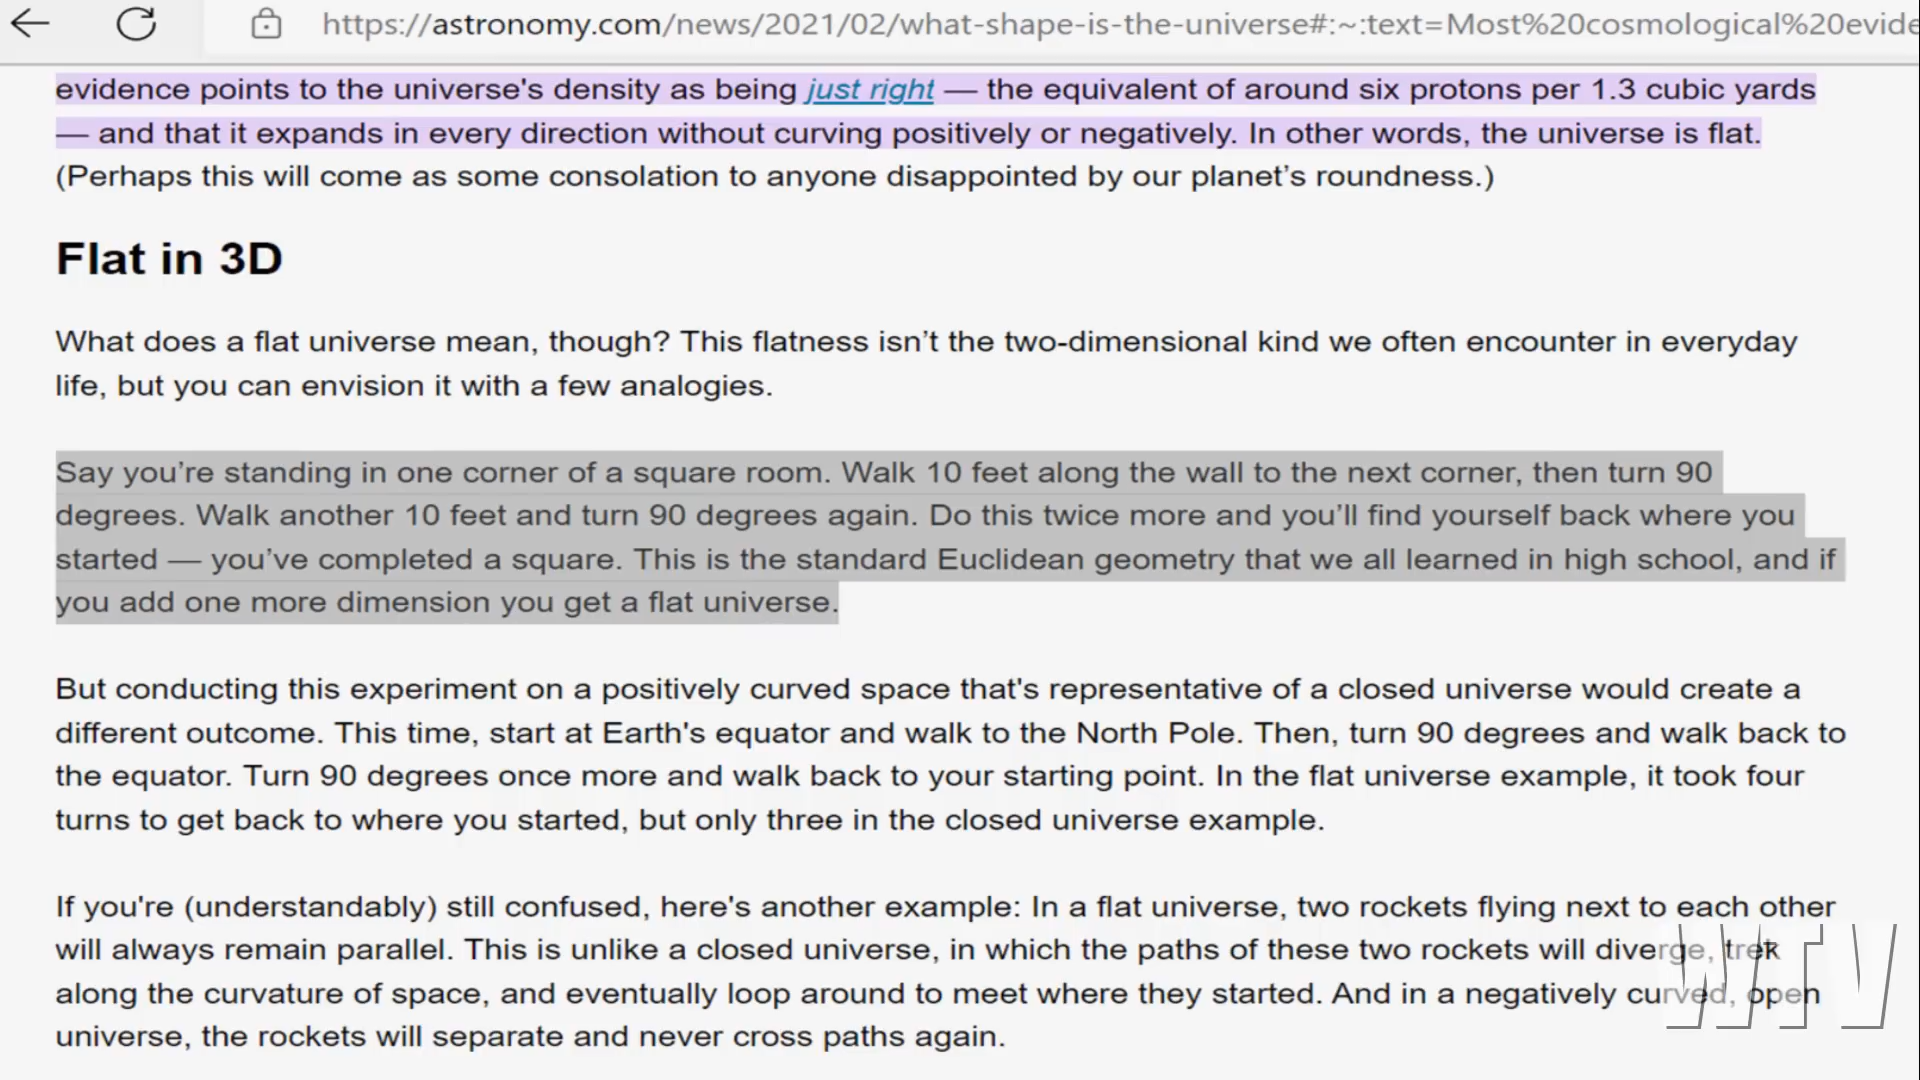 https://astronomy.com/news/2021/02/what-shape-is-the-universe#:~:text=Most%20cosmological%20evide
evidence points to the universe's density as being just right — the equivalent of around six protons per 1.3 cubic yards
— and that it expands in every direction without curving positively or negatively. In other words, the universe is flat.
(Perhaps this will come as some consolation to anyone disappointed by our planet’s roundness.)
Flat in 3D
What does a flat universe mean, though? This flatness isn’t the two-dimensional kind we often encounter in everyday
life, but you can envision it with a few analogies.
Say you’re standing in one corner of a square room. Walk 10 feet along the wall to the next corner, then turn 90
degrees. Walk another 10 feet and turn 90 degrees again. Do this twice more and you’ll find yourself back where you
started — you’ve completed a square. This is the standard Euclidean geometry that we all learned in high school, and if
you add one more dimension you get a flat universe.
But conducting this experiment on a positively curved space that's representative of a closed universe would create a
different outcome. This time, start at Earth's equator and walk to the North Pole. Then, turn 90 degrees and walk back to
the equator. Turn 90 degrees once more and walk back to your starting point. In the flat universe example, it took four
turns to get back to where you started, but only three in the closed universe example.
If you're (understandably) still confused, here's another example: In a flat universe, two rockets flying next to each other
will always remain parallel. This is unlike a closed universe, in which the paths of these two rockets will diverge, trek
along the curvature of space, and eventually loop around to meet where they started. And in a negatively curved, open
universe, the rockets will separate and never cross paths again.
WTV